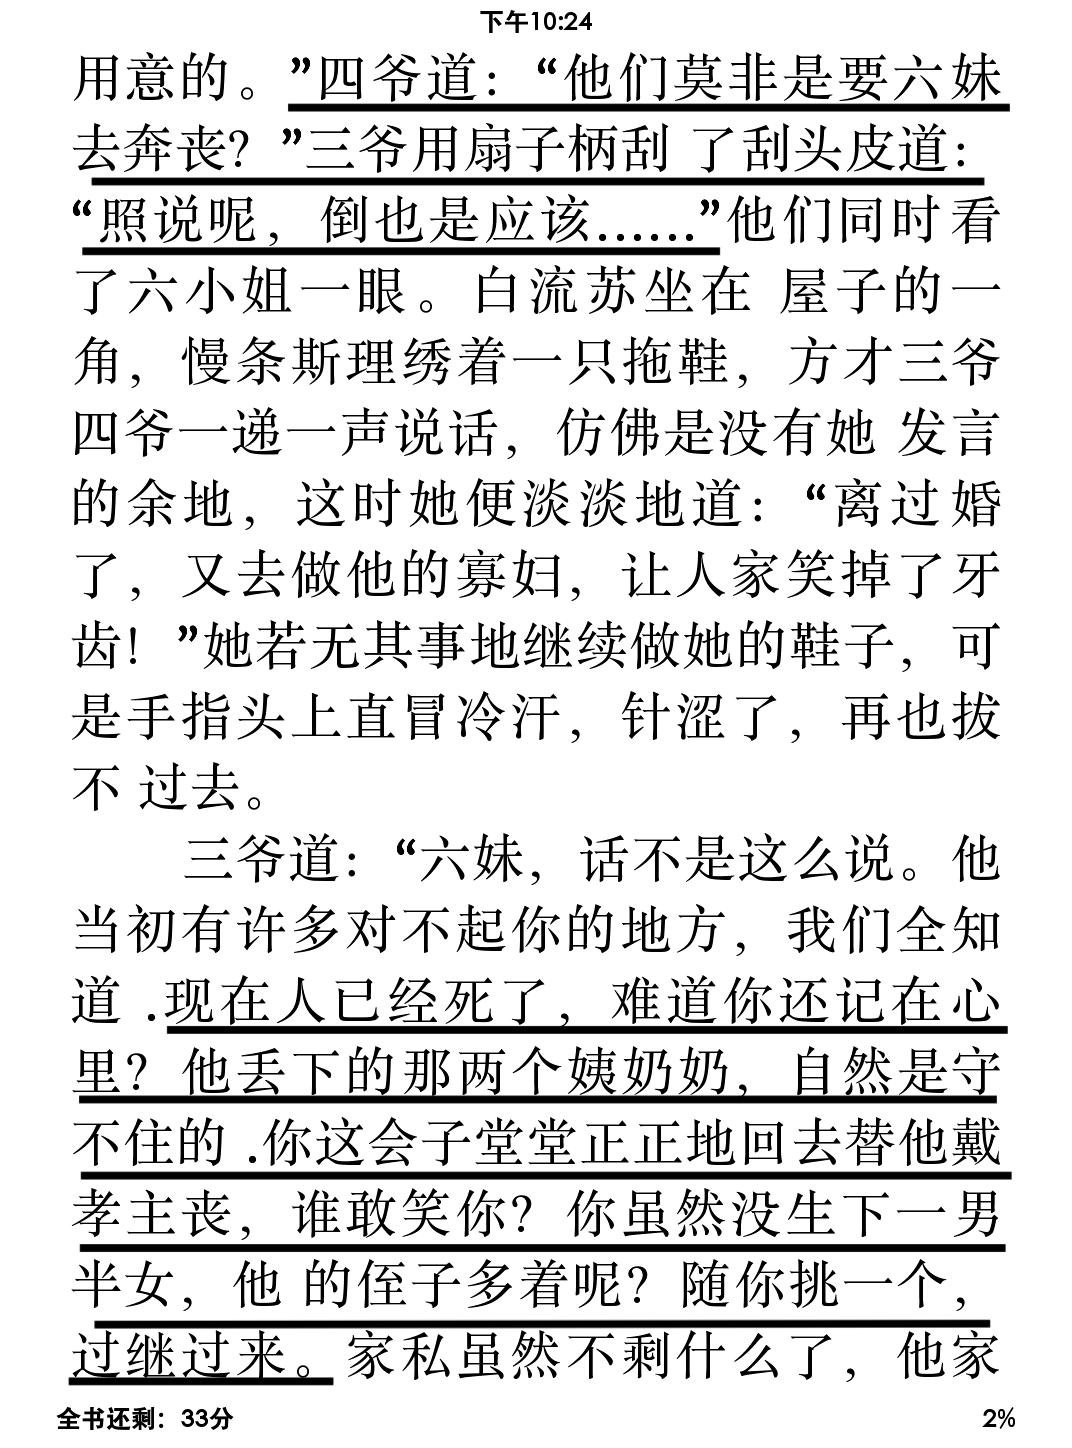 下午10:24
用意的。”四爷道：“他们莫非是要六妹
去奔丧？”三爷用扇子柄刮 了刮头皮道：
“照说呢，倒也是应该......”他们同时看
了六小姐一眼。白流苏坐在 屋子的一
角，慢条斯理绣着一只拖鞋，方才三爷
四爷一递一声说话，仿佛是没有她 发言
的余地，这时她便淡淡地道：“离过婚
了，又去做他的寡妇，让人家笑掉了牙
齿！”她若无其事地继续做她的鞋子，可
是手指头上直冒冷汗，针涩了，再也拔
不 过去。
三爷道：“六妹，话不是这么说。他
当初有许多对不起你的地方，我们全知
道 .现在人已经死了，难道你还记在心
里？他丢下的那两个姨奶奶，自然是守
不住的 .你这会子堂堂正正地回去替他戴
孝主丧，谁敢笑你？你虽然没生下一男
半女，他 的侄子多着呢？随你挑一个，
过继过来。家私虽然不剩什么了，他家
全书还剩：33分
2%